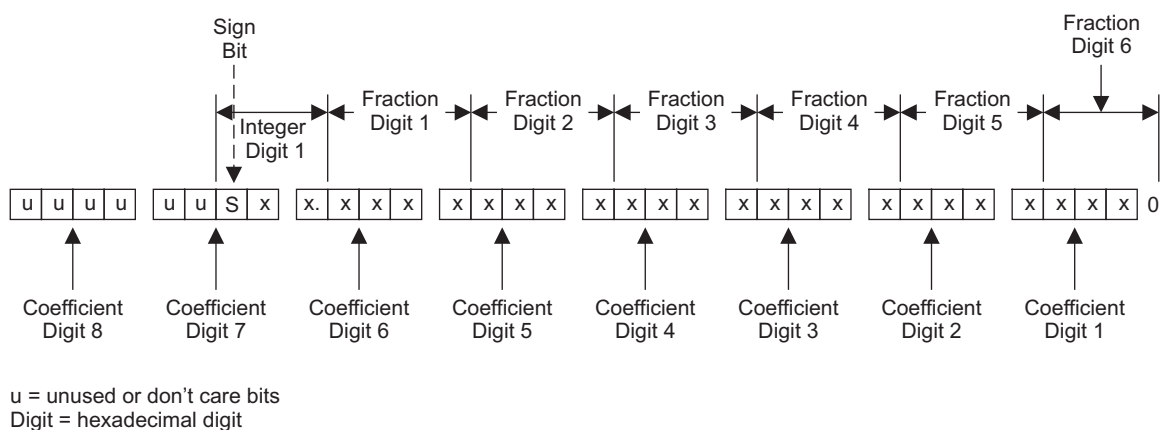 Sign
Bit
Fraction
Digit 6
Integer
Digit 1
Fraction
Digit 1
Fraction
Digit 2
Fraction
Digit 3
Fraction
Digit 4
Fraction
Digit 5
u u u u u u S x x. x x x x x x x x x x x x x x x x x x x x x x x 0
Coefficient
Digit 8
Coefficient
Digit 7
Coefficient
Digit 6
Coefficient
Digit 5
Coefficient
Digit 4
Coefficient
Digit 3
Coefficient
Digit 2
Coefficient
Digit 1
u = unused or don’t care bits
Digit = hexadecimal digit